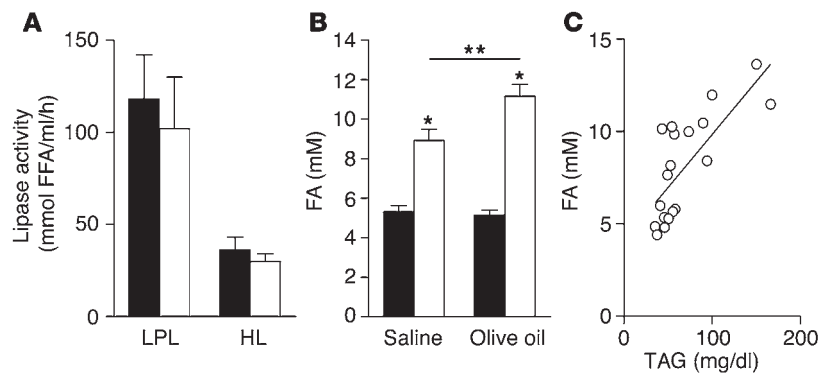 A
Lipase activity
(mmol FFA/ml/h)
150
100
50
0
LPL HL
B
FA (mM)
14
12
10
8
6
4
2
0
*
**
*
Saline Olive oil
C
FA (mM)
15
10
5
0
0 100 200
TAG (mg/dl)